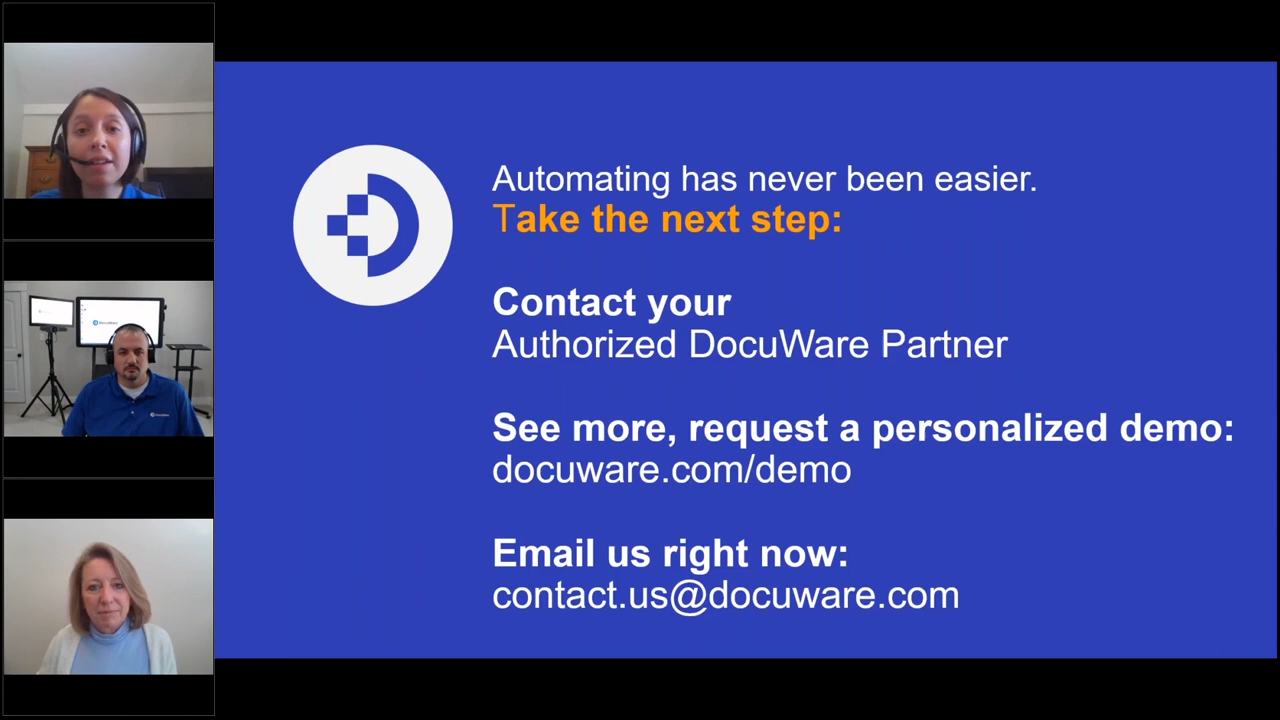 Automating has never been easier.
Take the next step:
Contact your
Authorized DocuWare Partner
See more, request a personalized demo:
docuware.com/demo
Email us right now:
contact.us@docuware.com
DocuWare